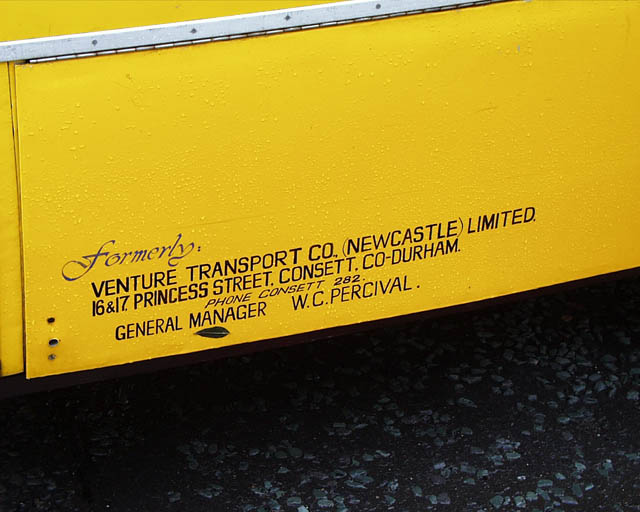 Formerly:
VENTURE TRANSPORT CO., (NEWCASTLE) LIMITED.
16 & 17, PRINCESS STREET, CONSETT, CO-DURHAM.
PHONE CONSETT 282.
GENERAL MANAGER W.C. PERCIVAL.